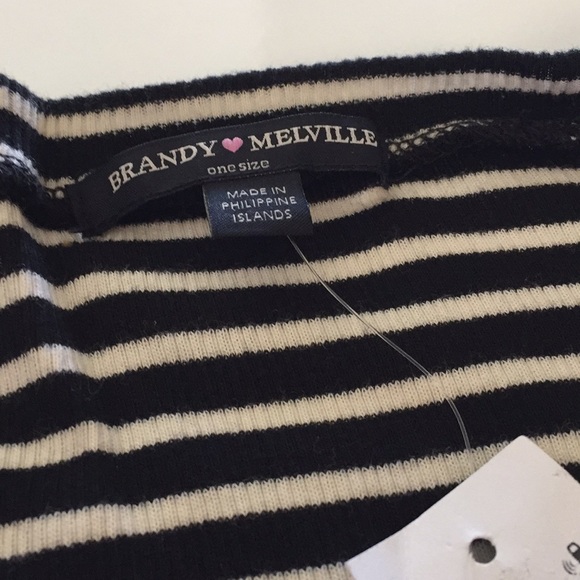 BRANDY MELVILLE
one size
MADE IN
PHILIPPINE
ISLANDS